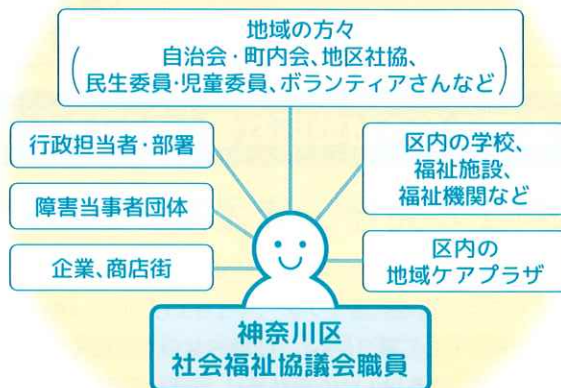 地域の方々
(自治会・町内会、地区社協、
民生委員・児童委員、ボランティアさんなど)
行政担当者・部署
障害当事者団体
企業、商店街
区内の学校、
福祉施設、
福祉機関など
区内の
地域ケアプラザ
神奈川区
社会福祉協議会職員